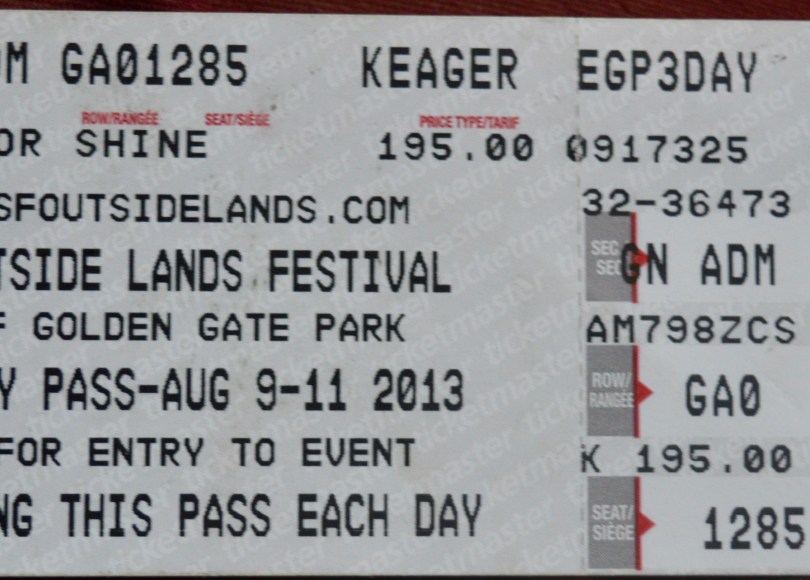 M GA01285 KEAGER EGP3DAY
ROW/RANGÉE SEAT/SIÈGE PRICE TYPE/TARIF
OR SHINE 195.00 0917325
SFOUTSIDELANDS.COM 32-36473
TSIDE LANDS FESTIVAL SEC SEC GN ADM
F GOLDEN GATE PARK AM798ZCS
Y PASS-AUG 9-11 2013 ROW/ RANGÉE GA0
FOR ENTRY TO EVENT K 195.00
NG THIS PASS EACH DAY SEAT/ SIÈGE 1285
ticketmaster